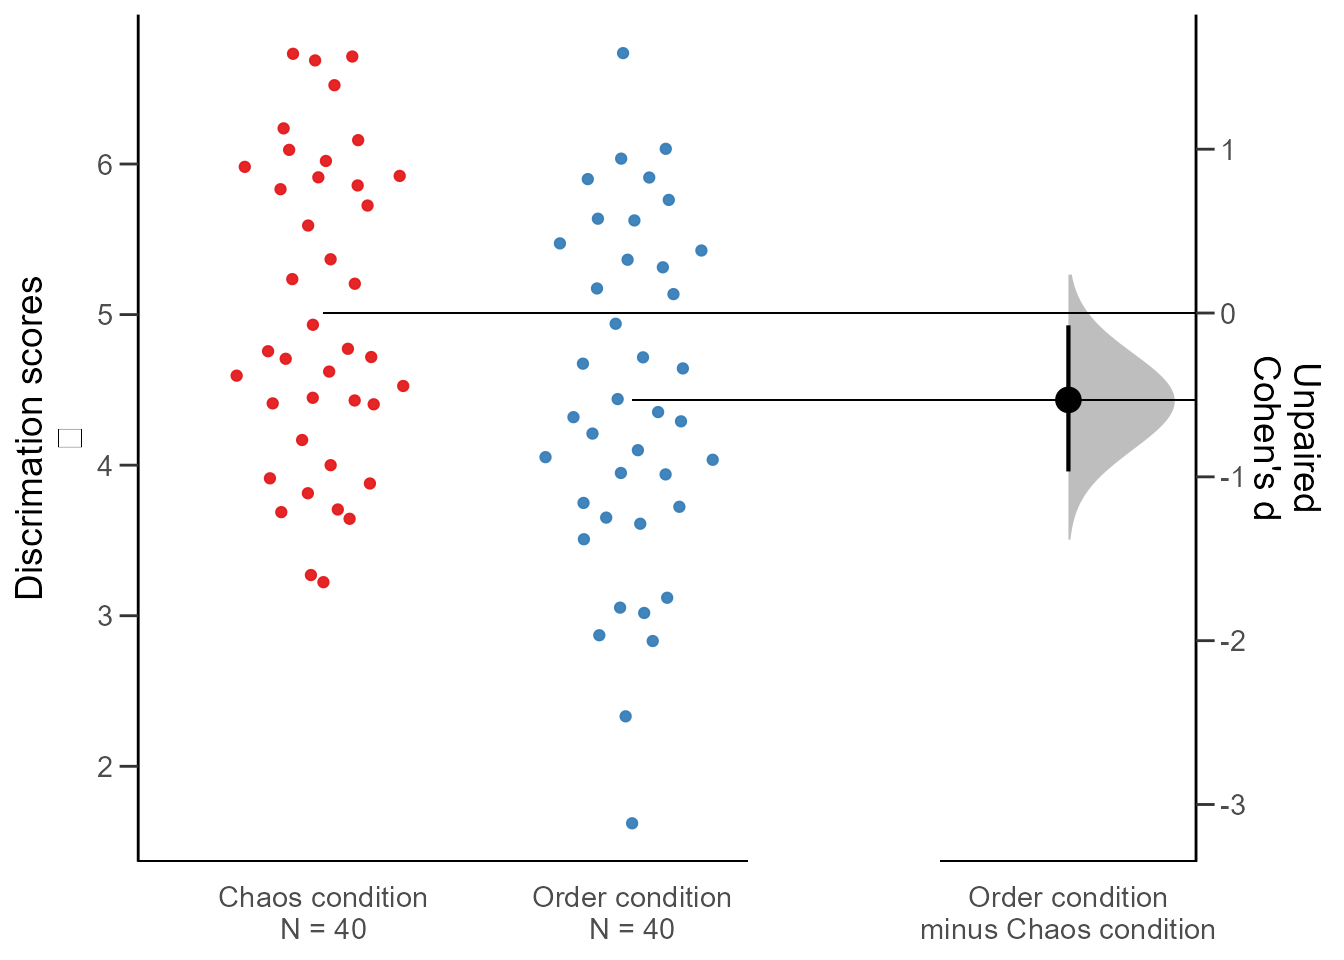 Discrimation scores
6
5
4
3
2
Chaos condition
N = 40
Order condition
N = 40
Order condition
minus Chaos condition
1
0
-1
-2
-3
Unpaired
Cohen's d